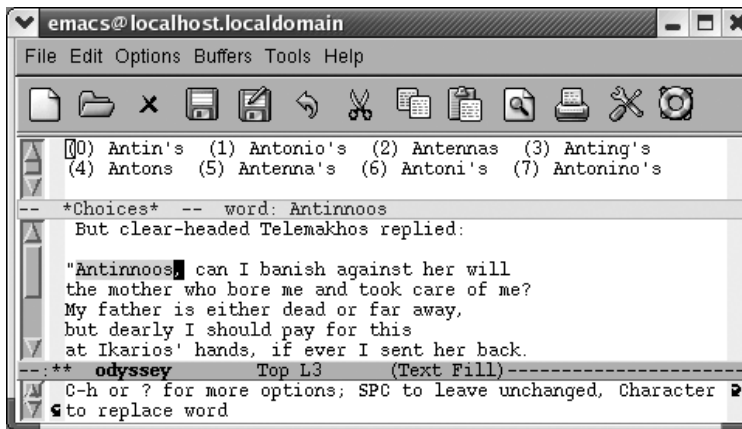 emacs@localhost.localdomain
File Edit Options Buffers Tools Help
(0) Antin's (1) Antonio's (2) Antennas (3) Anting's
(4) Antons (5) Antenna's (6) Antoni's (7) Antonino's
-- *Choices* -- word: Antinnoos
But clear-headed Telemakhos replied:
"Antinnoos, can I banish against her will
the mother who bore me and took care of me?
My father is either dead or far away,
but dearly I should pay for this
at Ikarios' hands, if ever I sent her back.
--:** odyssey Top L3 (Text Fill)----------------------
C-h or ? for more options; SPC to leave unchanged, Character
to replace word